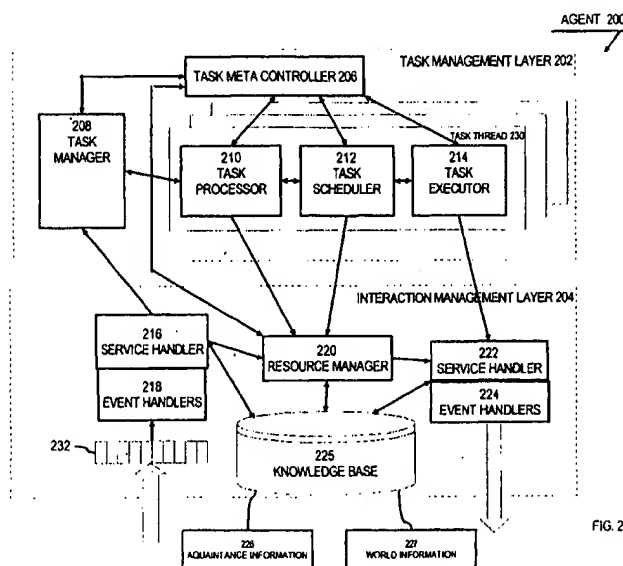 AGENT 200
TASK MANAGEMENT LAYER 202
TASK META CONTROLLER 206
208
TASK
MANAGER
TASK THREAD 230
210
TASK
PROCESSOR
212
TASK
SCHEDULER
214
TASK
EXECUTOR
INTERACTION MANAGEMENT LAYER 204
216
SERVICE HANDLER
220
RESOURCE MANAGER
222
SERVICE HANDLER
218
EVENT HANDLERS
224
EVENT HANDLERS
232
225
KNOWLEDGE BASE
226
AQUAINTANCE INFORMATION
227
WORLD INFORMATION
FIG. 2